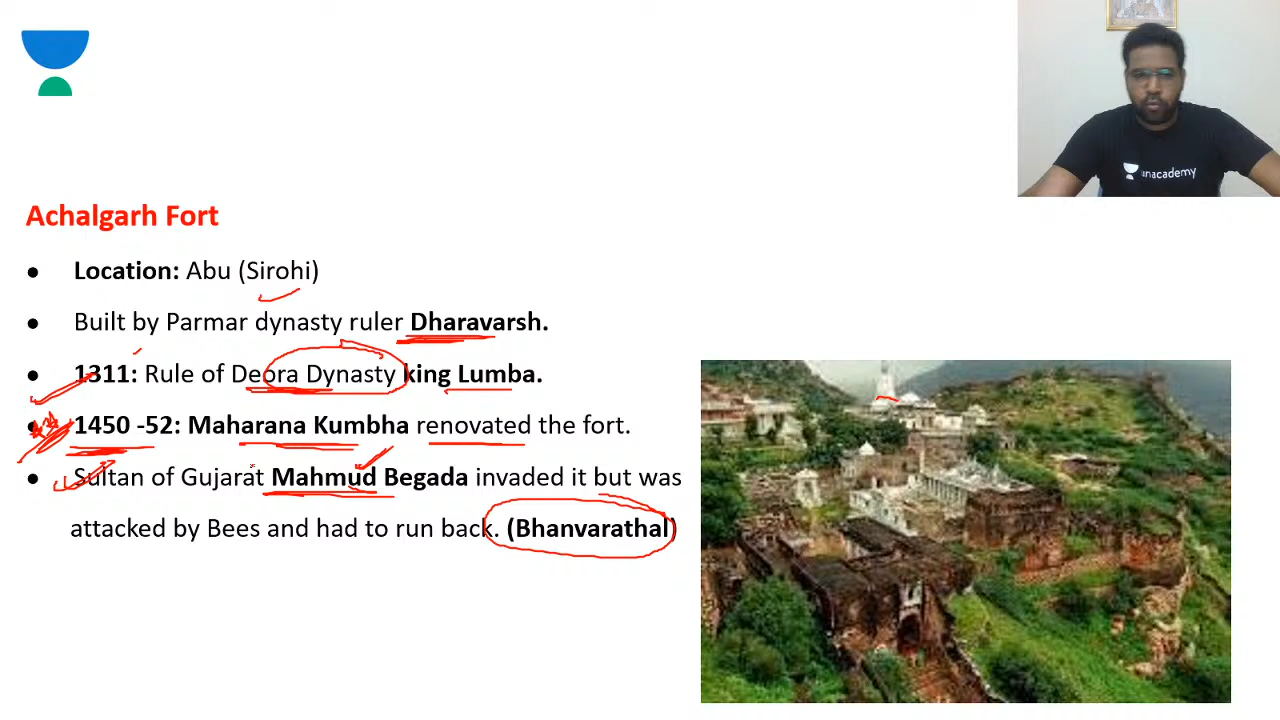 unacademy
Achalgarh Fort
● Location: Abu (Sirohi)
● Built by Parmar dynasty ruler Dharavarsh.
● 1311: Rule of Deora Dynasty king Lumba.
● 1450 -52: Maharana Kumbha renovated the fort.
● Sultan of Gujarat Mahmud Begada invaded it but was
attacked by Bees and had to run back. (Bhanvarathal)